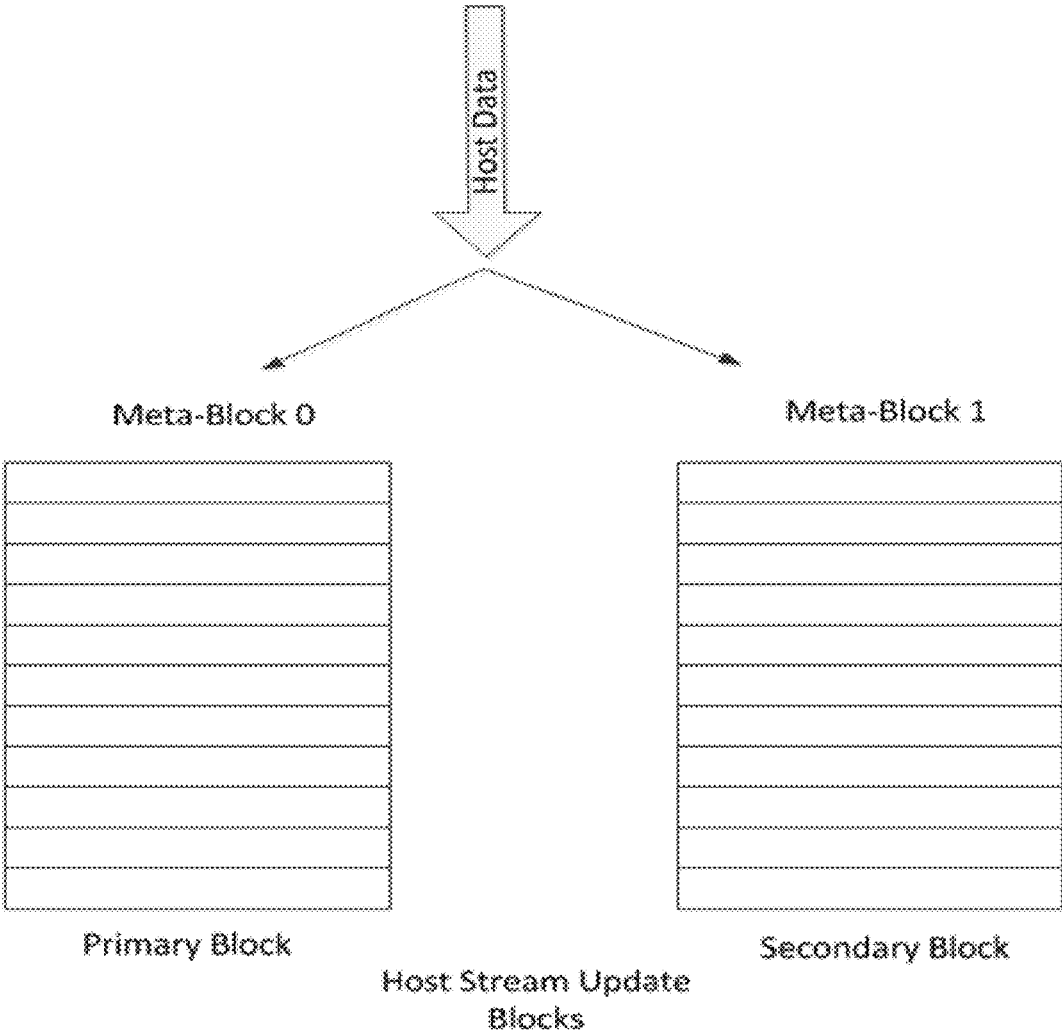 Host Data
Meta-Block 0
Meta-Block 1
Primary Block
Secondary Block
Host Stream Update
Blocks